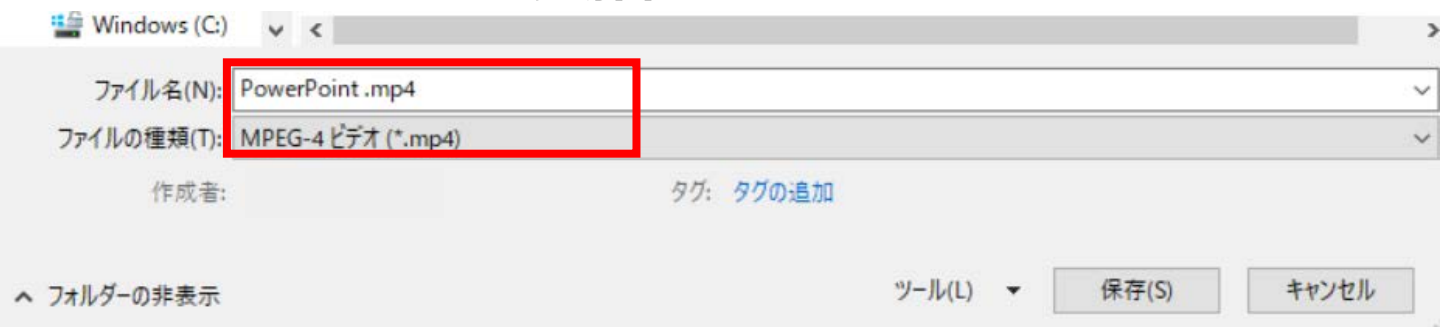 Windows (C:)
ファイル名(N): PowerPoint .mp4
ファイルの種類(T): MPEG-4 ビデオ (*.mp4)
作成者: タグ: タグの追加
フォルダーの非表示 ツール(L) 保存(S) キャンセル